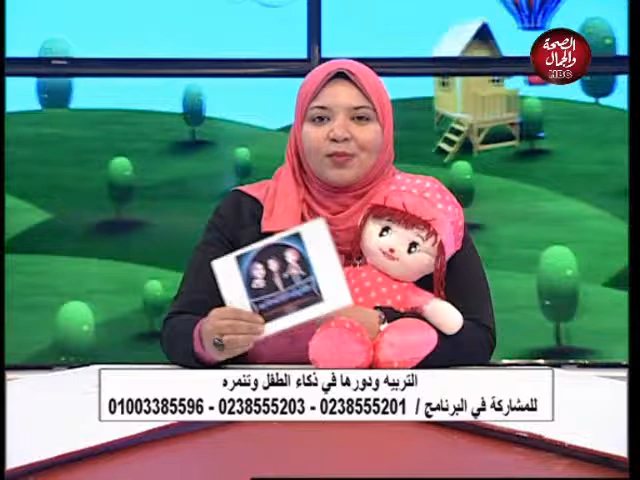 الصحة
والجمال
HBC
التربيه ودورها في ذكاء الطفل وتنمره
للمشاركة في البرنامج / 0238555201 - 0238555203 - 01003385596